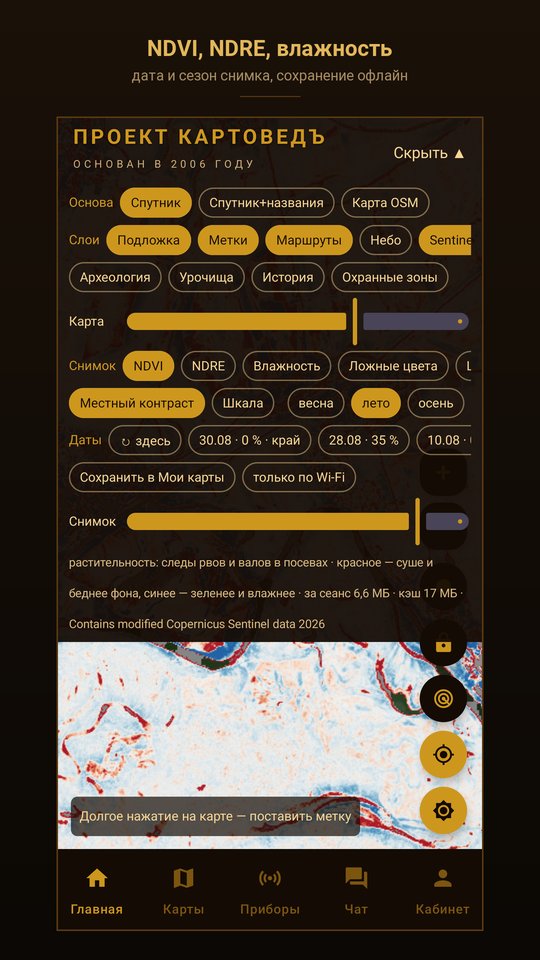 NDVI, NDRE, влажность
дата и сезон снимка, сохранение офлайн
ПРОЕКТ КАРТОВЕДЪ
ОСНОВАН В 2006 ГОДУ
Скрыть ▲
Основа Спутник Спутник+названия Карта OSM
Слои Подложка Метки Маршруты Небо Sentine
Археология Урочища История Охранные зоны
Карта
Снимок NDVI NDRE Влажность Ложные цвета
Местный контраст Шкала весна лето осень
Даты ↻ здесь 30.08 · 0 % · край 28.08 · 35 % 10.08 ·
Сохранить в Мои карты только по Wi-Fi
Снимок
растительность: следы рвов и валов в посевах · красное — суше и
беднее фона, синее — зеленее и влажнее · за сеанс 6,6 МБ · кэш 17 МБ ·
Contains modified Copernicus Sentinel data 2026
Долгое нажатие на карте — поставить метку
Главная Карты Приборы Чат Кабинет